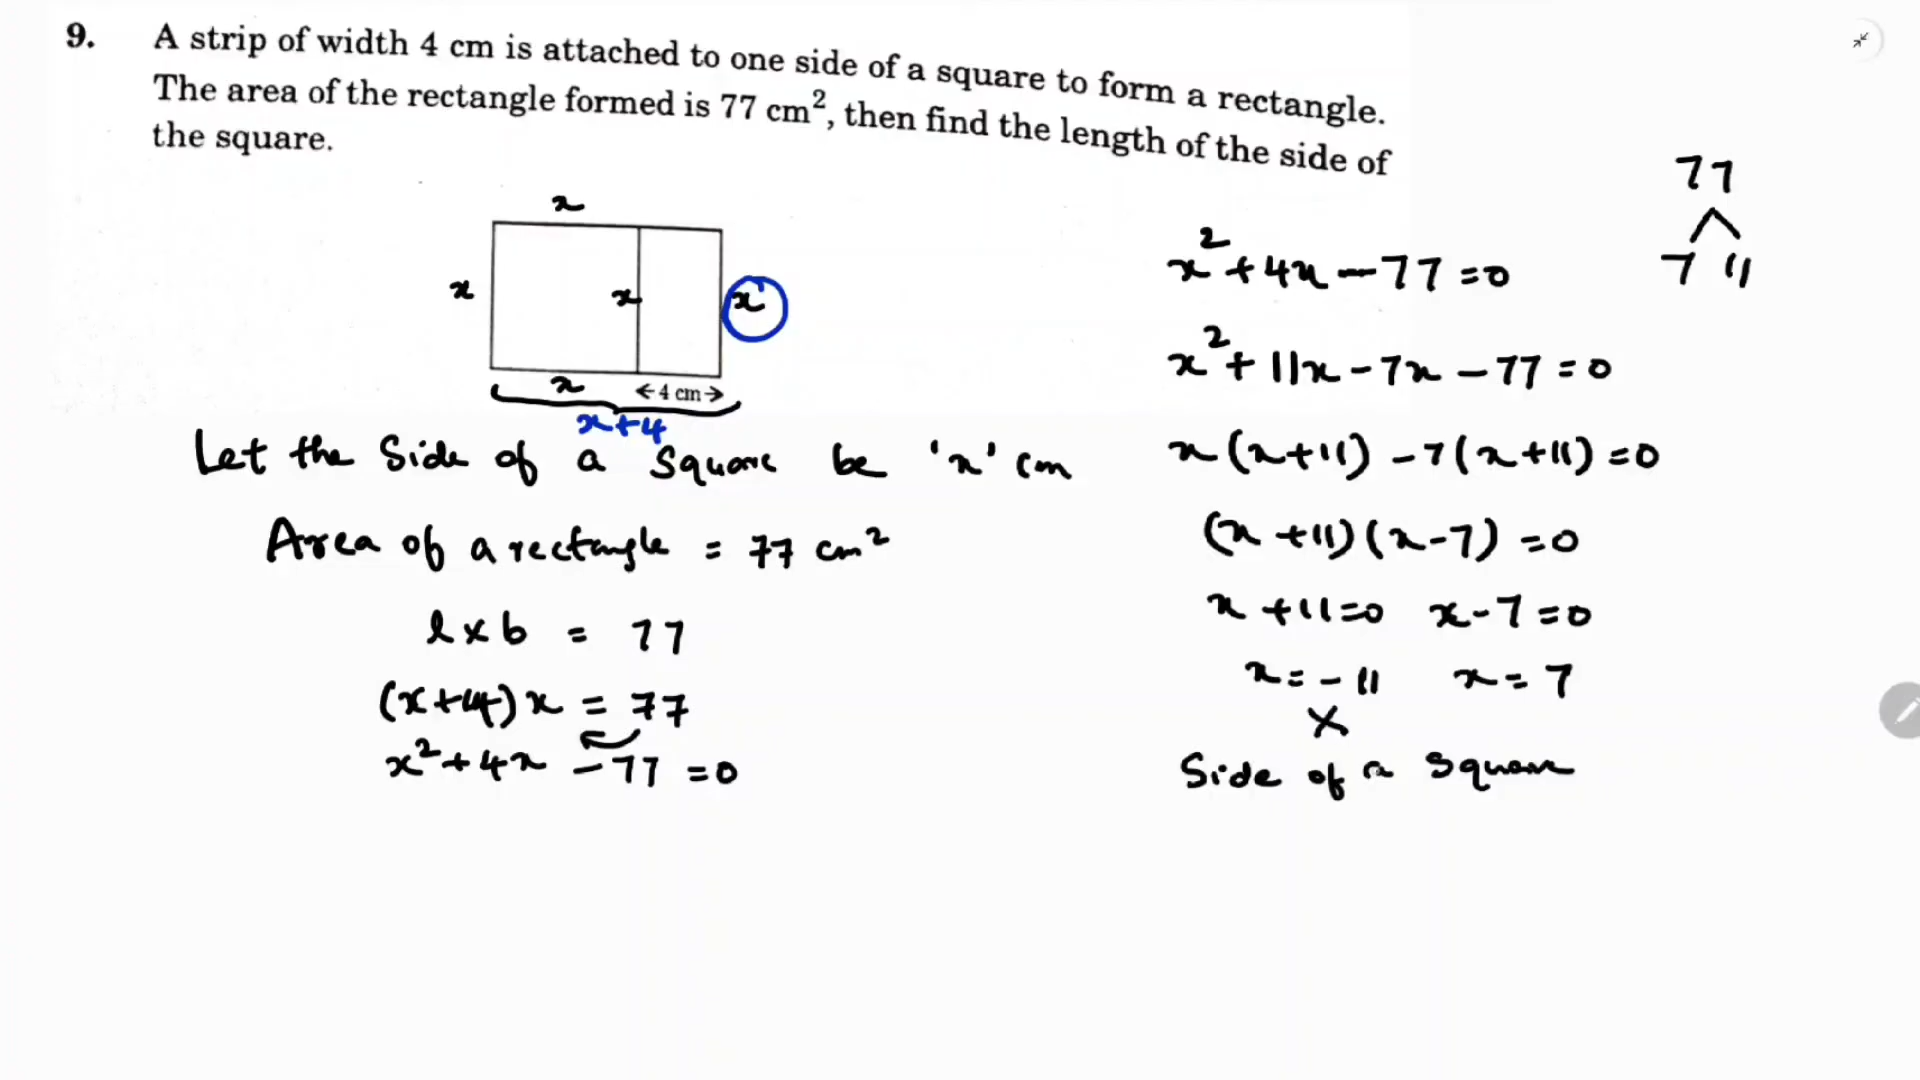 9. A strip of width 4 cm is attached to one side of a square to form a rectangle.
The area of the rectangle formed is 77 cm², then find the length of the side of
the square.
x
x
x
x
x
←4 cm→
x+4
Let the Side of a Square be 'x' cm
Area of a rectangle = 77 cm²
l×b = 77
(x+4)x = 77
x²+4x -77 =0
77
7 11
x²+4x-77=0
x²+11x-7x-77=0
x(x+11)-7(x+11)=0
(x+11)(x-7)=0
x+11=0 x-7=0
x=-11 x=7
X
Side of a Square